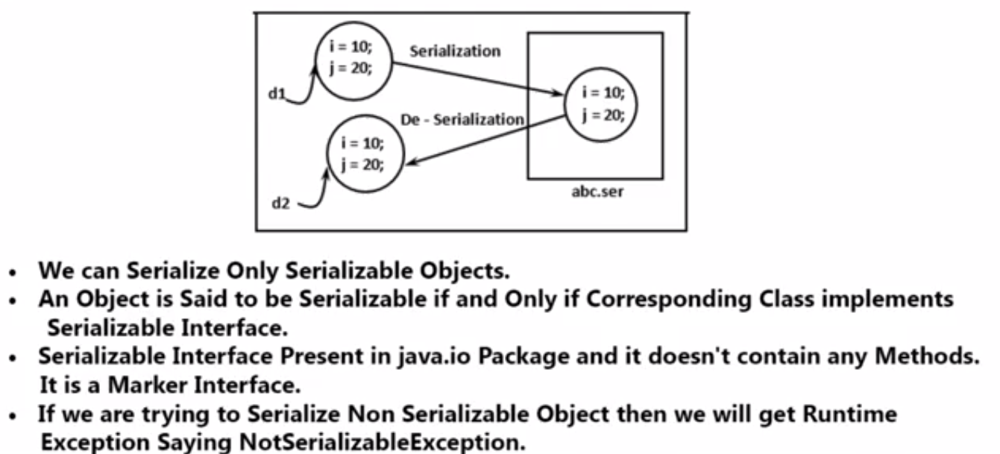 i = 10;
j = 20;
Serialization
d1
i = 10;
j = 20;
De - Serialization
i = 10;
j = 20;
d2
abc.ser
• We can Serialize Only Serializable Objects.
• An Object is Said to be Serializable if and Only if Corresponding Class implements
Serializable Interface.
• Serializable Interface Present in java.io Package and it doesn't contain any Methods.
It is a Marker Interface.
• If we are trying to Serialize Non Serializable Object then we will get Runtime
Exception Saying NotSerializableException.